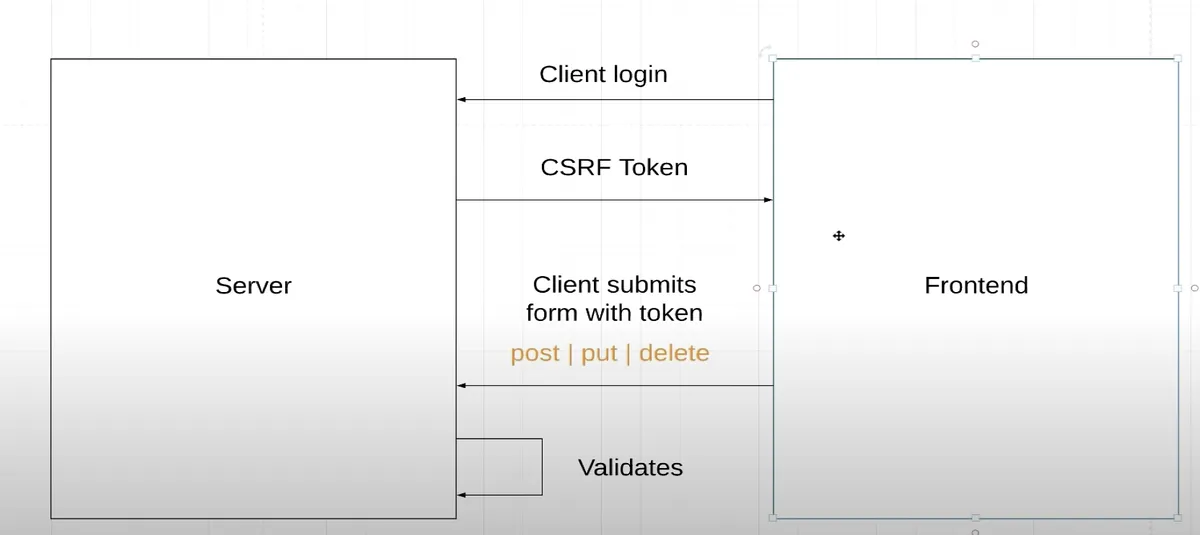 Client login
CSRF Token
Server
Client submits
form with token
Frontend
post | put | delete
Validates